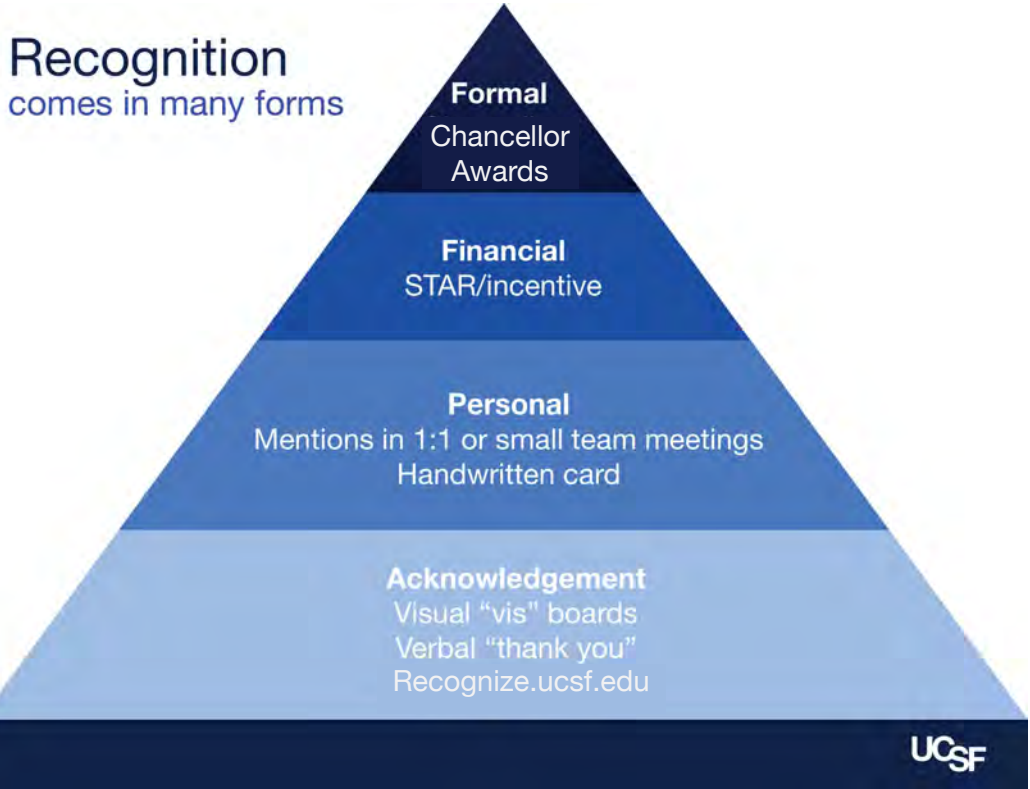 Recognition
comes in many forms
Formal
Chancellor
Awards
Financial
STAR/incentive
Personal
Mentions in 1:1 or small team meetings
Handwritten card
Acknowledgement
Visual “vis” boards
Verbal “thank you”
Recognize.ucsf.edu
UCSF